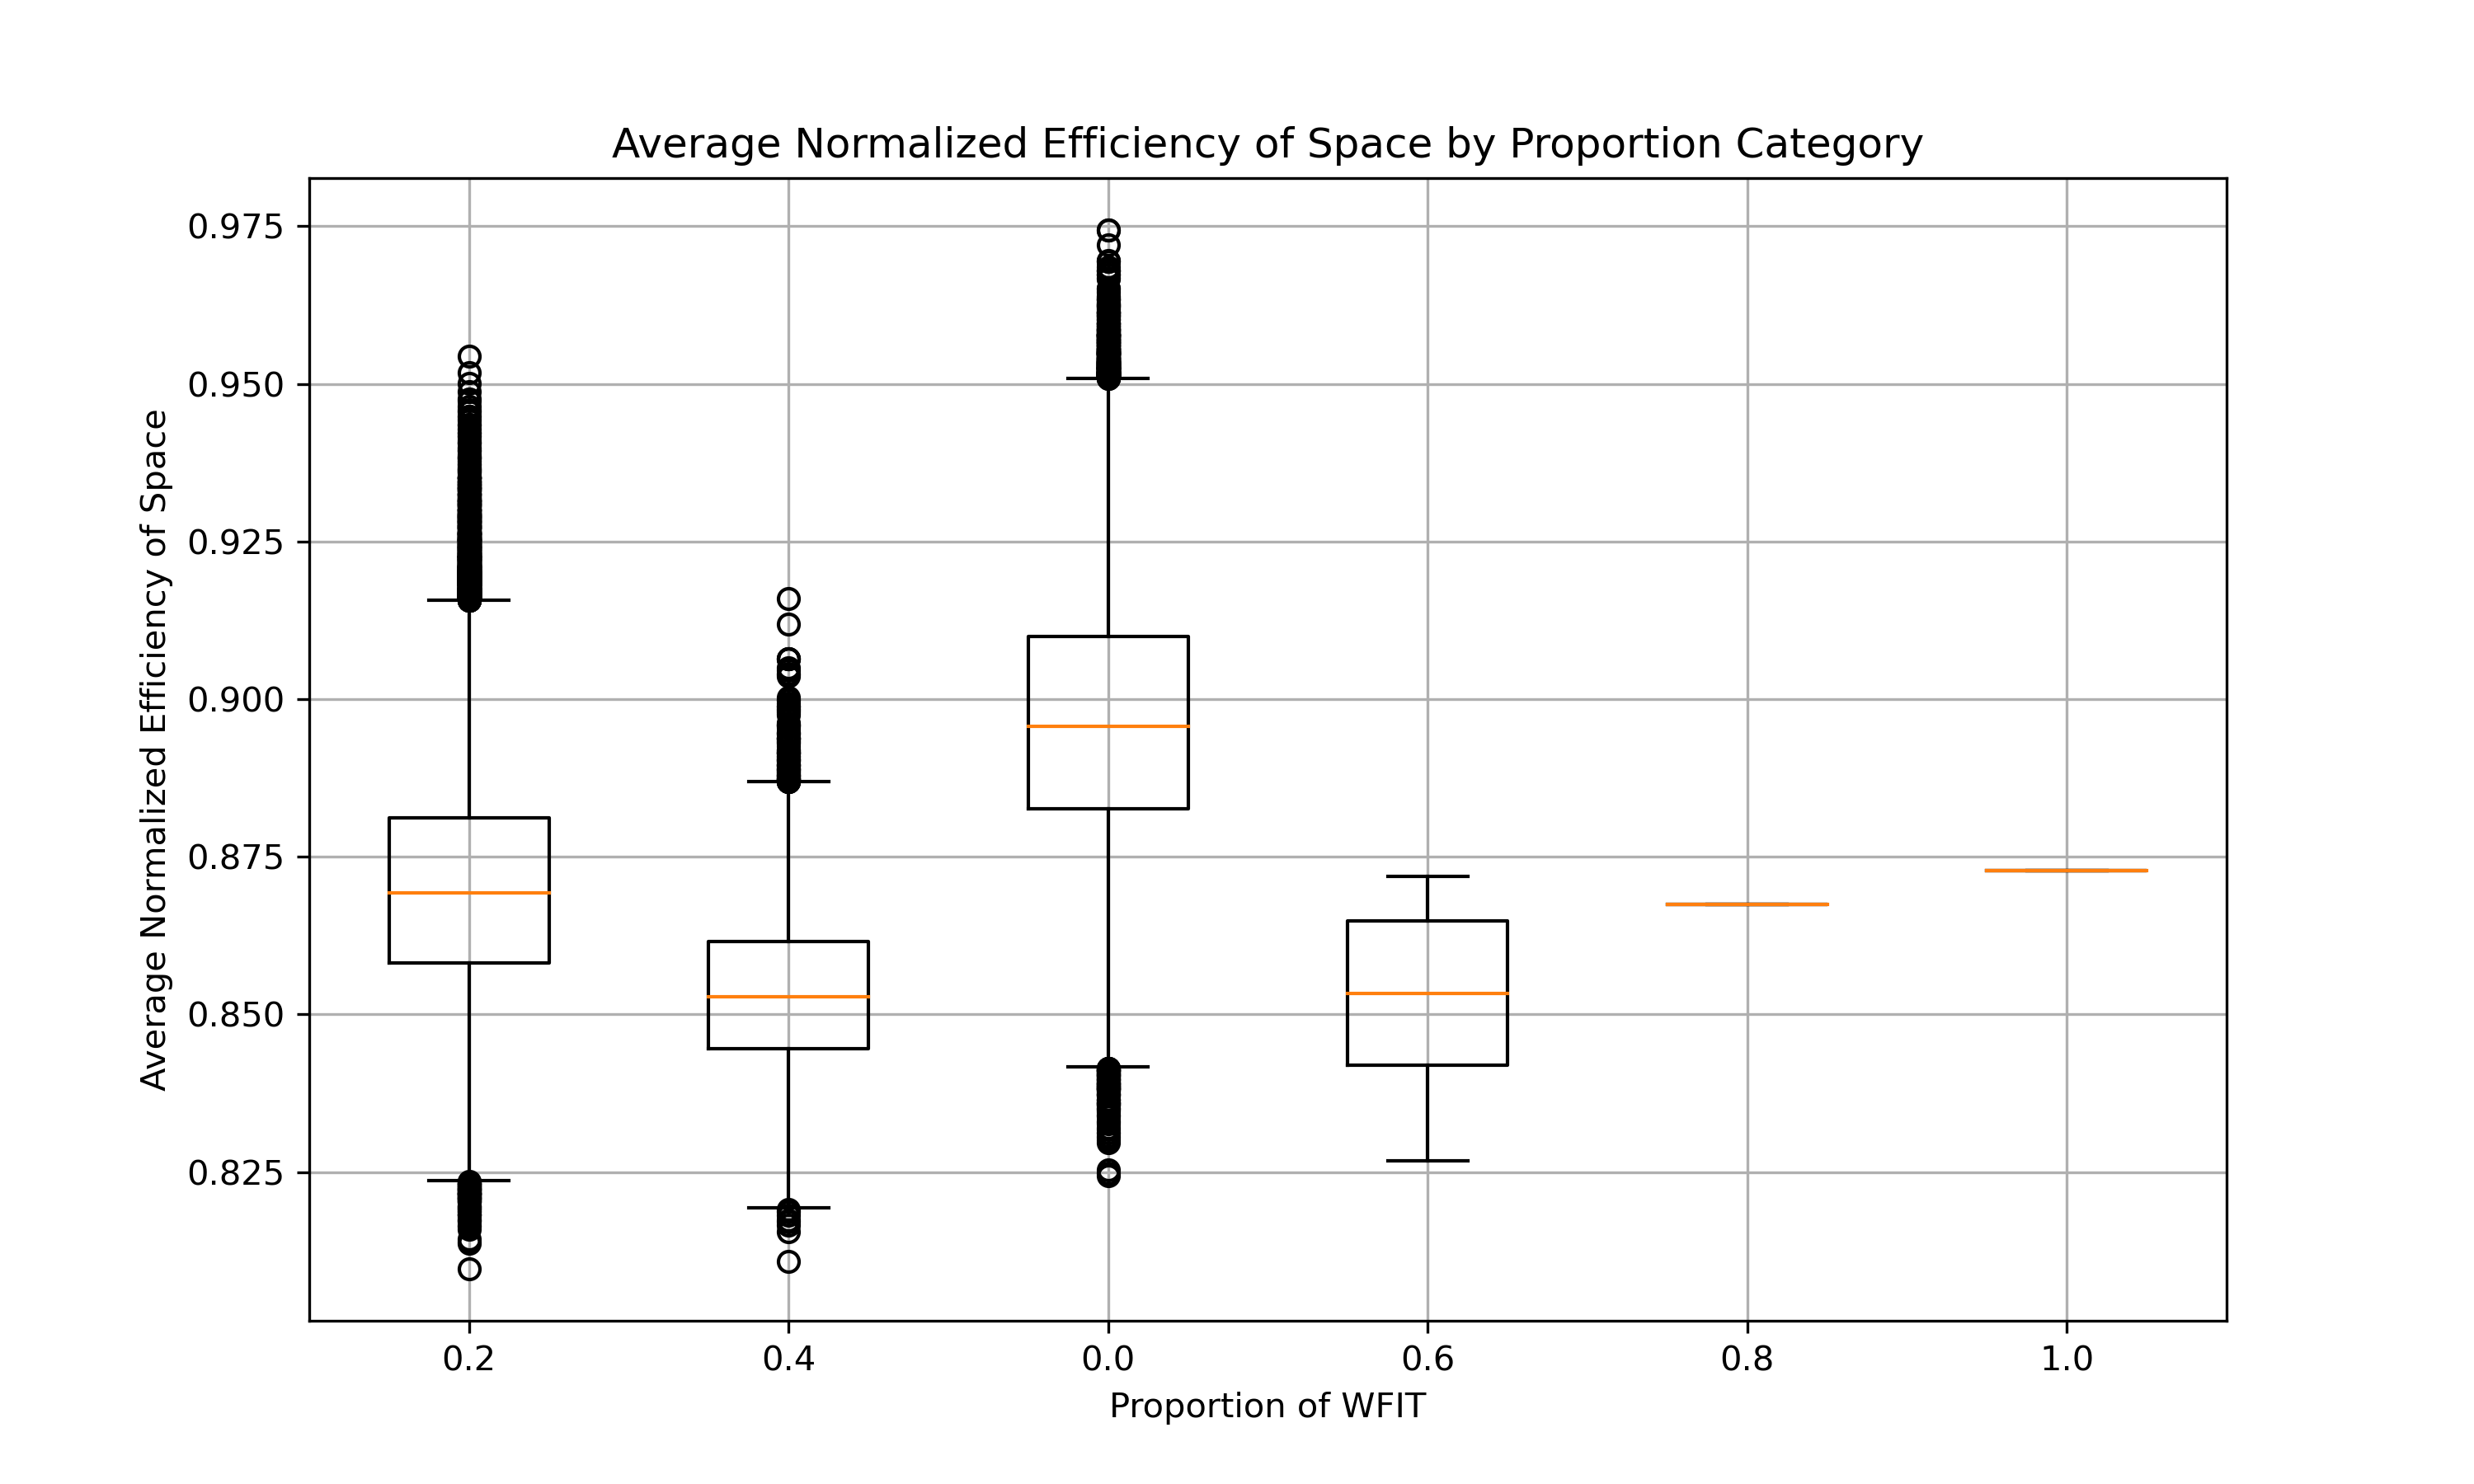 Average Normalized Efficiency of Space by Proportion Category
Average Normalized Efficiency of Space
0.975
0.950
0.925
0.900
0.875
0.850
0.825
0.2 0.4 0.0 0.6 0.8 1.0
Proportion of WFIT